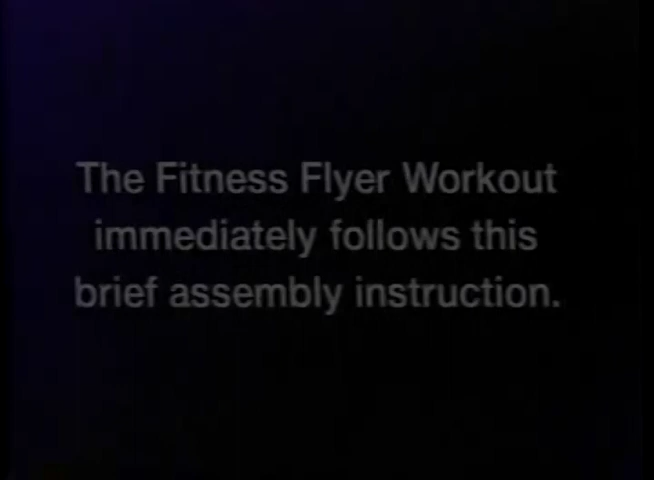 The Fitness Flyer Workout
immediately follows this
brief assembly instruction.